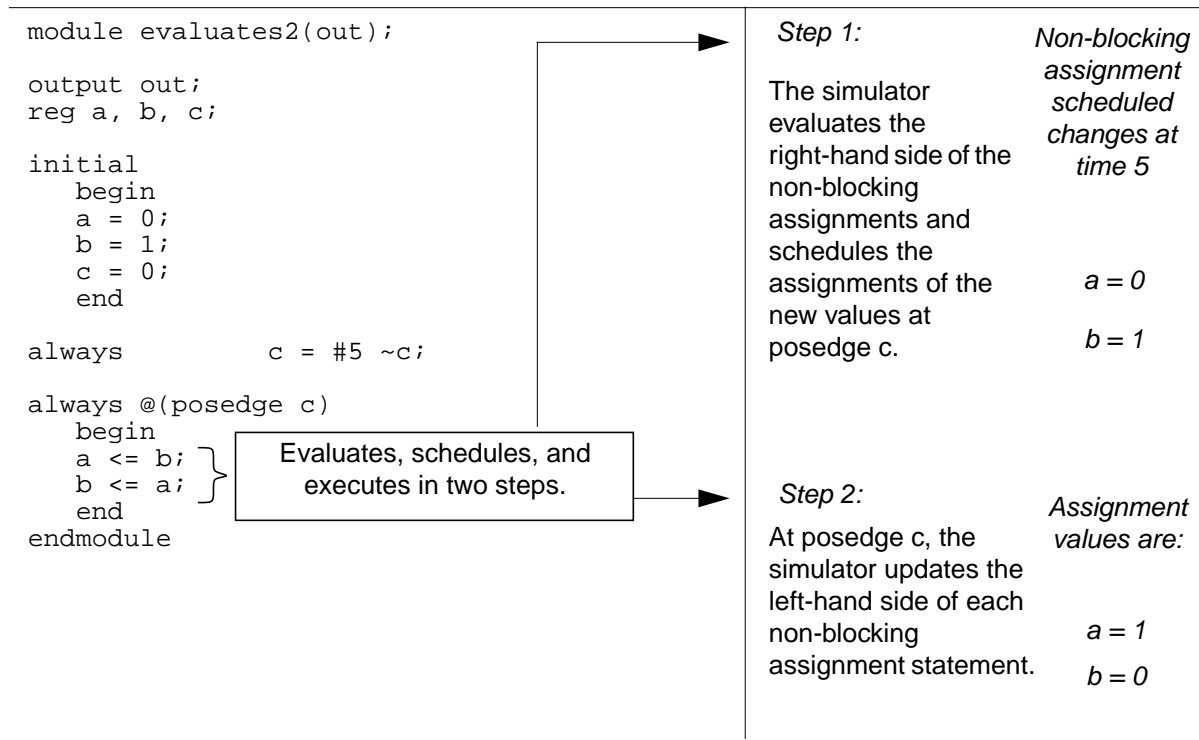 module evaluates2(out);
output out;
reg a, b, c;
initial
begin
a = 0;
b = 1;
c = 0;
end
always c = #5 ~c;
always @(posedge c)
begin
a <= b;
b <= a;
end
endmodule
Evaluates, schedules, and
executes in two steps.
Step 1:
The simulator
evaluates the
right-hand side of the
non-blocking
assignments and
schedules the
assignments of the
new values at
posedge c.
Non-blocking
assignment
scheduled
changes at
time 5
a = 0
b = 1
Step 2:
At posedge c, the
simulator updates the
left-hand side of each
non-blocking
assignment statement.
Assignment
values are:
a = 1
b = 0